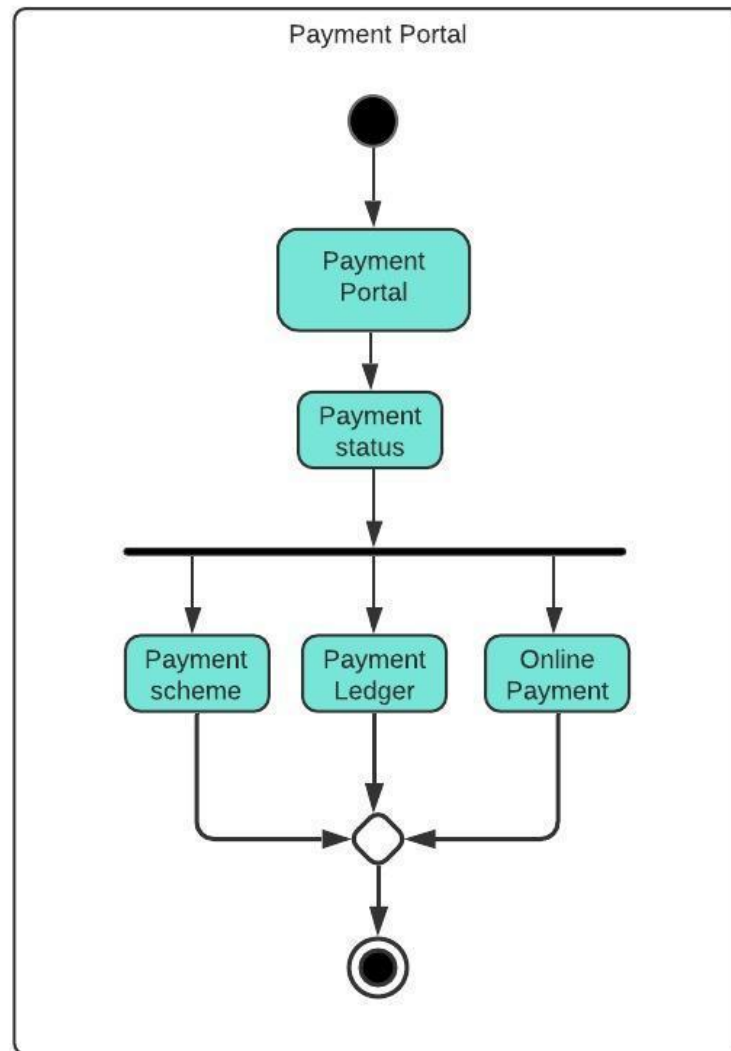 Payment Portal
Payment
Portal
Payment
status
Payment
scheme
Payment
Ledger
Online
Payment